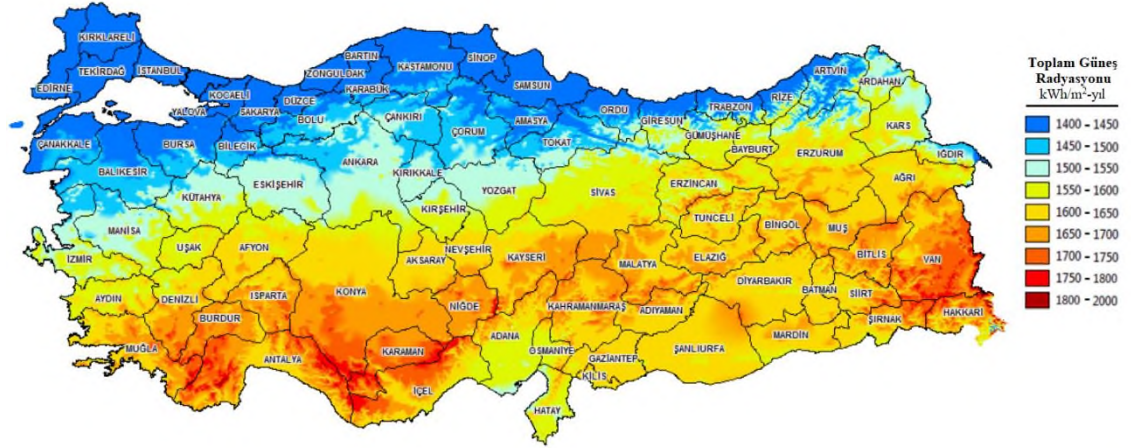 KIRKLARELİ
TEKİRDAĞ
İSTANBUL
EDİRNE
KOCAELİ
YALOVA
SAKARYA
DÜZCE
BOLU
ZONGULDAK
BARTIN
KARABÜK
KASTAMONU
SİNOP
SAMSUN
ÇANKIRI
ÇORUM
AMASYA
TOKAT
ORDU
GİRESUN
TRABZON
RİZE
ARTVİN
ARDAHAN
GÜMÜŞHANE
BAYBURT
KARS
IĞDIR
ERZURUM
AĞRI
ÇANAKKALE
BALIKESİR
BURSA
BİLECİK
KÜTAHYA
ESKİŞEHİR
ANKARA
KIRIKKALE
YOZGAT
KIRŞEHİR
SİVAS
ERZİNCAN
TUNCELİ
BİNGÖL
MUŞ
BİTLİS
VAN
MANİSA
İZMİR
UŞAK
AFYON
AKSARAY
NEVŞEHİR
KAYSERİ
MALATYA
ELAZIĞ
DİYARBAKIR
BATMAN
SİİRT
ŞIRNAK
HAKKARİ
AYDIN
DENİZLİ
ISPARTA
BURDUR
KONYA
NİĞDE
KAHRAMANMARAŞ
ADIYAMAN
MARDİN
ŞANLIURFA
MUĞLA
ANTALYA
KARAMAN
İÇEL
ADANA
OSMANİYE
GAZİANTEP
KİLİS
HATAY
Toplam Güneş
Radyasyonu
kWh/m²-yıl
1400 - 1450
1450 - 1500
1500 - 1550
1550 - 1600
1600 - 1650
1650 - 1700
1700 - 1750
1750 - 1800
1800 - 2000